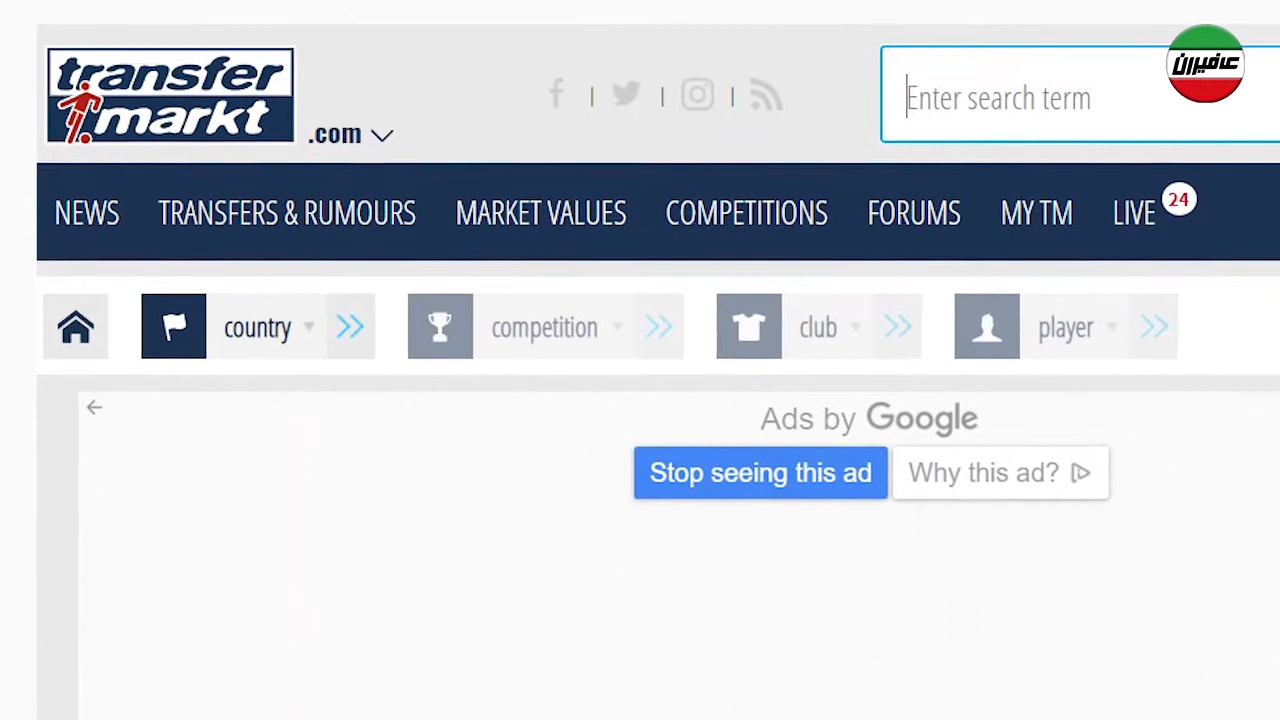 transfer
markt
.com
Enter search term
عافیران
NEWS TRANSFERS & RUMOURS MARKET VALUES COMPETITIONS FORUMS MY TM LIVE 24
country competition club player
Ads by Google
Stop seeing this ad Why this ad?